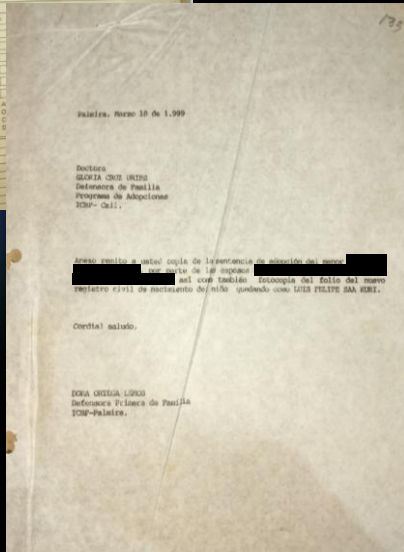 133
Palmira, Marzo 10 de 1.999
Doctora
GLORIA CRUZ URIBE
Defensora de Familia
Programa de Adopciones
ICBF- Cali.
Anexo remito a usted copia de la sentencia de adopción del menor
por parte de los esposos
así como también fotocopia del folio del nuevo
registro civil de nacimiento del niño quedando como LUIS FELIPE SAA KURI.
Cordial saludo.
DORA ORTEGA LEMOS
Defensora Primera de Familia
ICBF-Palmira.